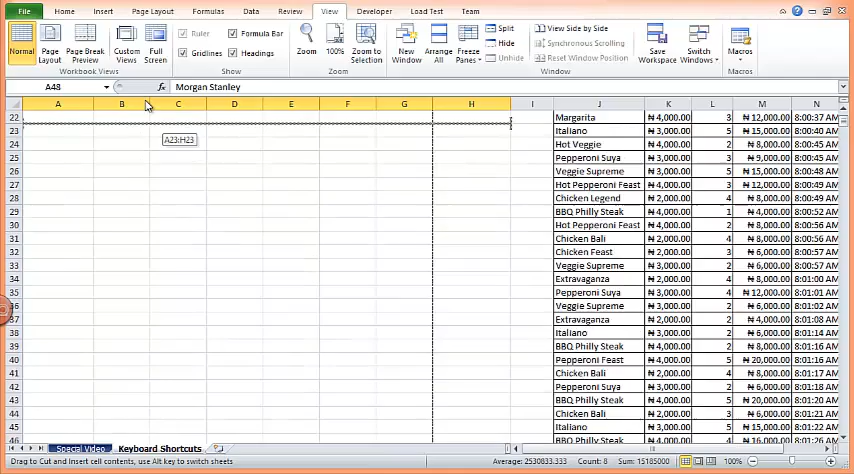 File Home Insert Page Layout Formulas Data Review View Developer Load Test Team
Normal Page Layout Page Break Preview Custom Views Full Screen
Ruler Formula Bar
Gridlines Headings
Zoom 100% Zoom to Selection
New Window Arrange All Freeze Panes
Split
Hide
Unhide
View Side by Side
Synchronous Scrolling
Reset Window Position
Save Workspace Switch Windows Macros
Workbook Views Show Zoom Window Macros
A48 fx Morgan Stanley
A B C D E F G H I J K L M N
22 Margarita ₦ 4,000.00 3 ₦ 12,000.00 8:00:37 AM
23 Italiano ₦ 3,000.00 5 ₦ 15,000.00 8:00:40 AM
A23:H23
24 Hot Veggie ₦ 4,000.00 2 ₦ 8,000.00 8:00:44 AM
25 Pepperoni Suya ₦ 3,000.00 3 ₦ 9,000.00 8:00:45 AM
26 Veggie Supreme ₦ 3,000.00 5 ₦ 15,000.00 8:00:48 AM
27 Hot Pepperoni Feast ₦ 4,000.00 3 ₦ 12,000.00 8:00:49 AM
28 Chicken Legend ₦ 2,000.00 4 ₦ 8,000.00 8:00:49 AM
29 BBQ Philly Steak ₦ 4,000.00 1 ₦ 4,000.00 8:00:52 AM
30 Hot Pepperoni Feast ₦ 4,000.00 2 ₦ 8,000.00 8:00:56 AM
31 Chicken Bali ₦ 2,000.00 4 ₦ 8,000.00 8:00:56 AM
32 Chicken Feast ₦ 2,000.00 3 ₦ 6,000.00 8:00:57 AM
33 Veggie Supreme ₦ 3,000.00 2 ₦ 6,000.00 8:00:57 AM
34 Extravaganza ₦ 2,000.00 4 ₦ 8,000.00 8:01:00 AM
35 Pepperoni Suya ₦ 3,000.00 4 ₦ 12,000.00 8:01:01 AM
36 Veggie Supreme ₦ 3,000.00 2 ₦ 6,000.00 8:01:06 AM
37 Extravaganza ₦ 2,000.00 2 ₦ 4,000.00 8:01:08 AM
38 Italiano ₦ 3,000.00 2 ₦ 6,000.00 8:01:14 AM
39 BBQ Philly Steak ₦ 4,000.00 2 ₦ 8,000.00 8:01:16 AM
40 Pepperoni Feast ₦ 4,000.00 5 ₦ 20,000.00 8:01:16 AM
41 Chicken Bali ₦ 2,000.00 4 ₦ 8,000.00 8:01:17 AM
42 Pepperoni Suya ₦ 3,000.00 2 ₦ 6,000.00 8:01:18 AM
43 Extravaganza ₦ 2,000.00 5 ₦ 10,000.00 8:01:20 AM
44 Chicken Bali ₦ 2,000.00 3 ₦ 6,000.00 8:01:21 AM
45 Italiano ₦ 3,000.00 5 ₦ 15,000.00 8:01:22 AM
46 BBQ Philly Steak ₦ 4,000.00 4 ₦ 16,000.00 8:01:26 AM
Special Video Keyboard Shortcuts
Drag to Cut and Insert cell contents, use Alt key to switch sheets Average: 2530833.333 Count: 8 Sum: 15185000 100%